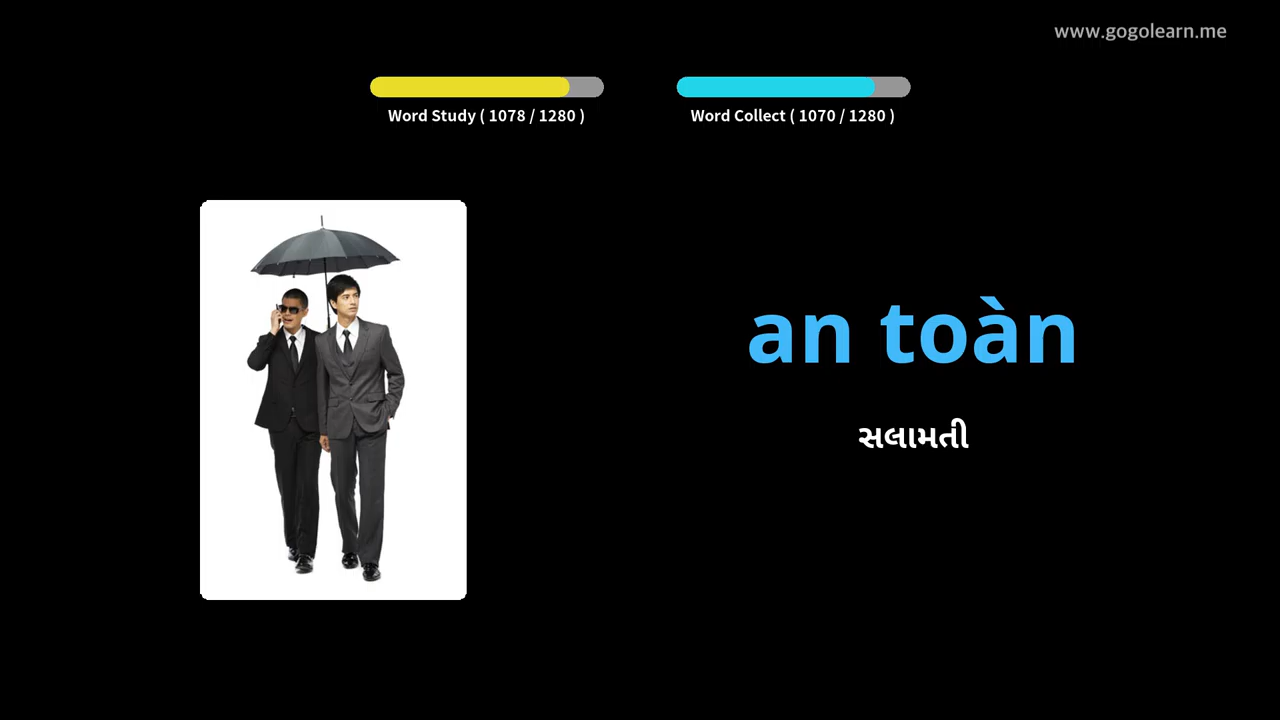 www.gogolearn.me
Word Study ( 1078 / 1280 )
Word Collect ( 1070 / 1280 )
an toàn
સલામતી